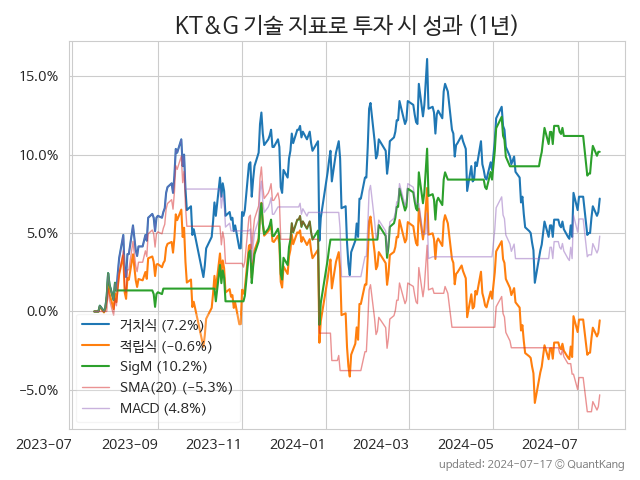 KT&G 기술 지표로 투자 시 성과 (1년)
15.0%
10.0%
5.0%
0.0%
−5.0%
거치식 (7.2%)
적립식 (−0.6%)
SigM (10.2%)
SMA(20) (−5.3%)
MACD (4.8%)
2023-07 2023-09 2023-11 2024-01 2024-03 2024-05 2024-07
updated: 2024-07-17 © QuantKang